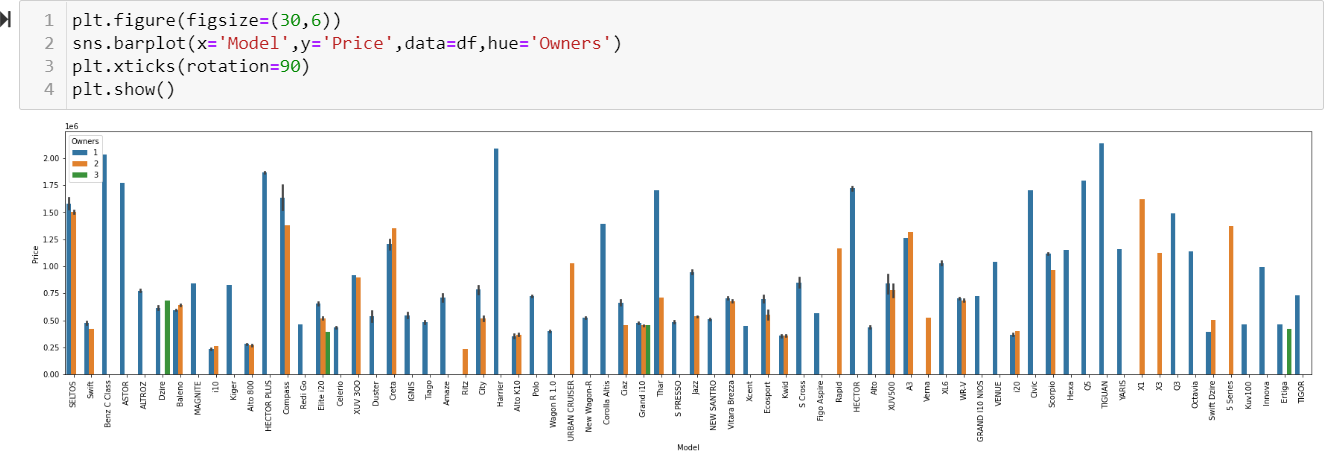 1 plt.figure(figsize=(30,6))
2 sns.barplot(x='Model',y='Price',data=df,hue='Owners')
3 plt.xticks(rotation=90)
4 plt.show()
1e6
Owners
1
2
3
2.00
1.75
1.50
1.25
1.00
0.75
0.50
0.25
0.00
Price
SELTOS
Swift
Benz C Class
ASTOR
ALTROZ
Dzire
Baleno
MAGNITE
i10
Kiger
Alto 800
HECTOR PLUS
Compass
Redi Go
Elite i20
Celerio
XUV 3OO
Duster
Creta
IGNIS
Tiago
Amaze
Ritz
City
Harrier
Alto K10
Polo
Wagon R 1.0
URBAN CRUISER
New Wagon-R
Corolla Altis
Ciaz
Grand i10
Thar
S PRESSO
Jazz
NEW SANTRO
Vitara Brezza
Xcent
Ecosport
Kwid
S Cross
Figo Aspire
Rapid
HECTOR
Alto
XUV500
A3
Verna
XL6
WR-V
GRAND I10 NIOS
VENUE
i20
Civic
Scorpio
Hexa
Q5
TIGUAN
YARIS
X1
X3
Q3
Octavia
Swift Dzire
5 Series
Kuv100
Innova
Ertiga
TIGOR
Model